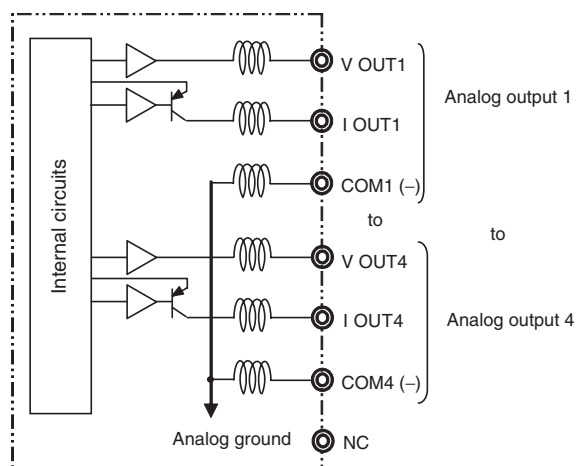 Internal circuits
V OUT1
I OUT1
COM1 (–)
Analog output 1
to
to
V OUT4
I OUT4
COM4 (–)
Analog output 4
Analog ground
NC